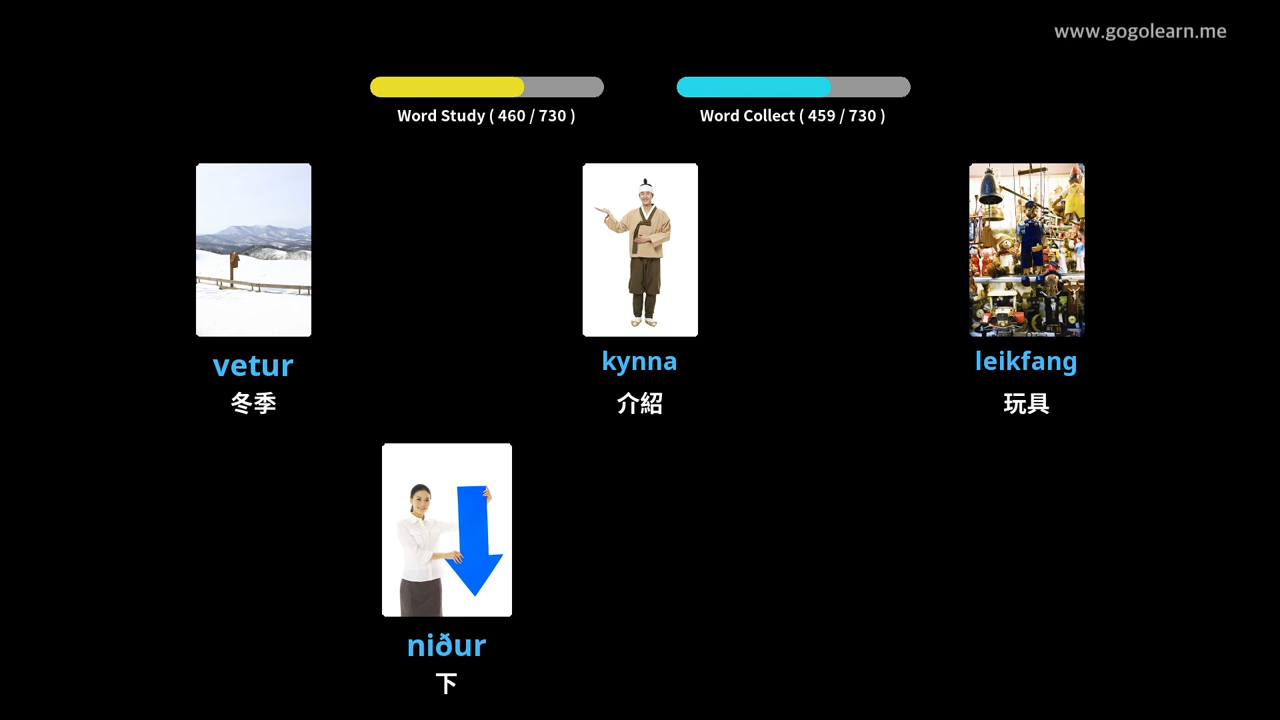 www.gogolearn.me
Word Study ( 460 / 730 )
Word Collect ( 459 / 730 )
vetur
冬季
kynna
介紹
leikfang
玩具
niður
下